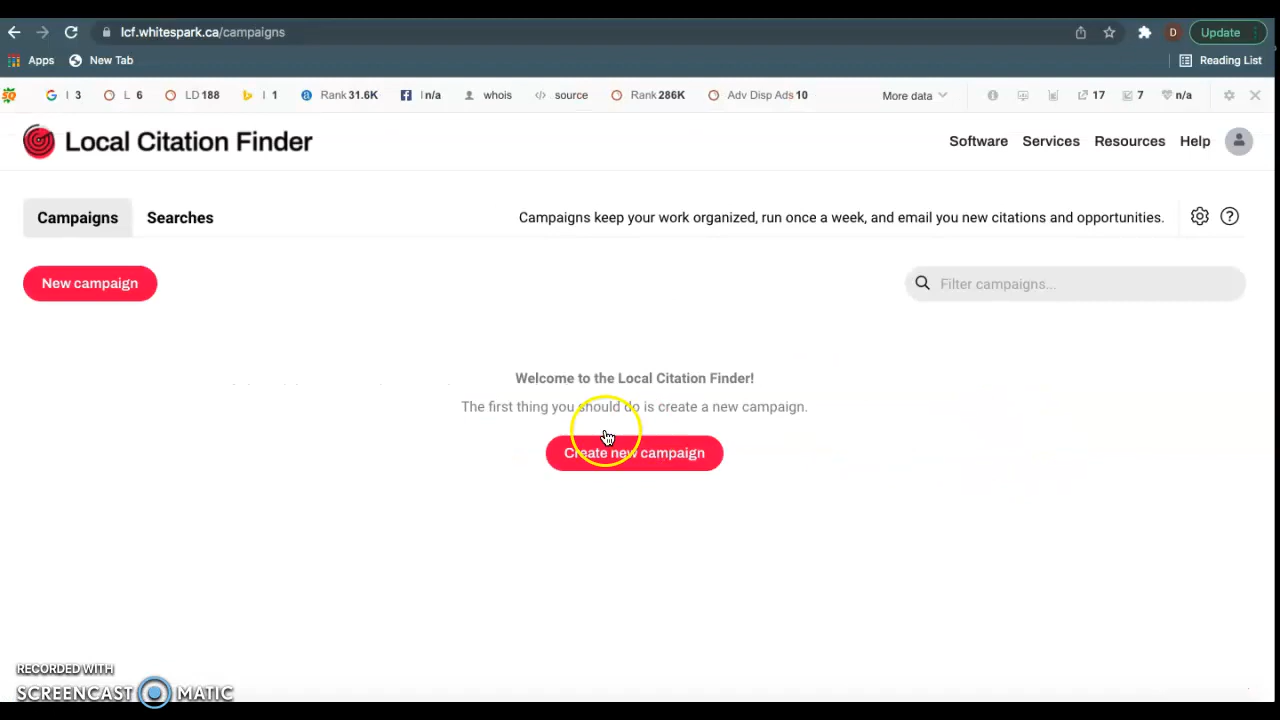 lcf.whitespark.ca/campaigns
D
Update
Apps
New Tab
Reading List
I 3
L 6
LD 188
I 1
Rank 31.6K
I n/a
whois
source
Rank 286K
Adv Disp Ads 10
More data
17
7
n/a
Local Citation Finder
Software Services Resources Help
Campaigns
Searches
Campaigns keep your work organized, run once a week, and email you new citations and opportunities.
New campaign
Filter campaigns...
Welcome to the Local Citation Finder!
The first thing you should do is create a new campaign.
Create new campaign
RECORDED WITH
SCREENCAST MATIC